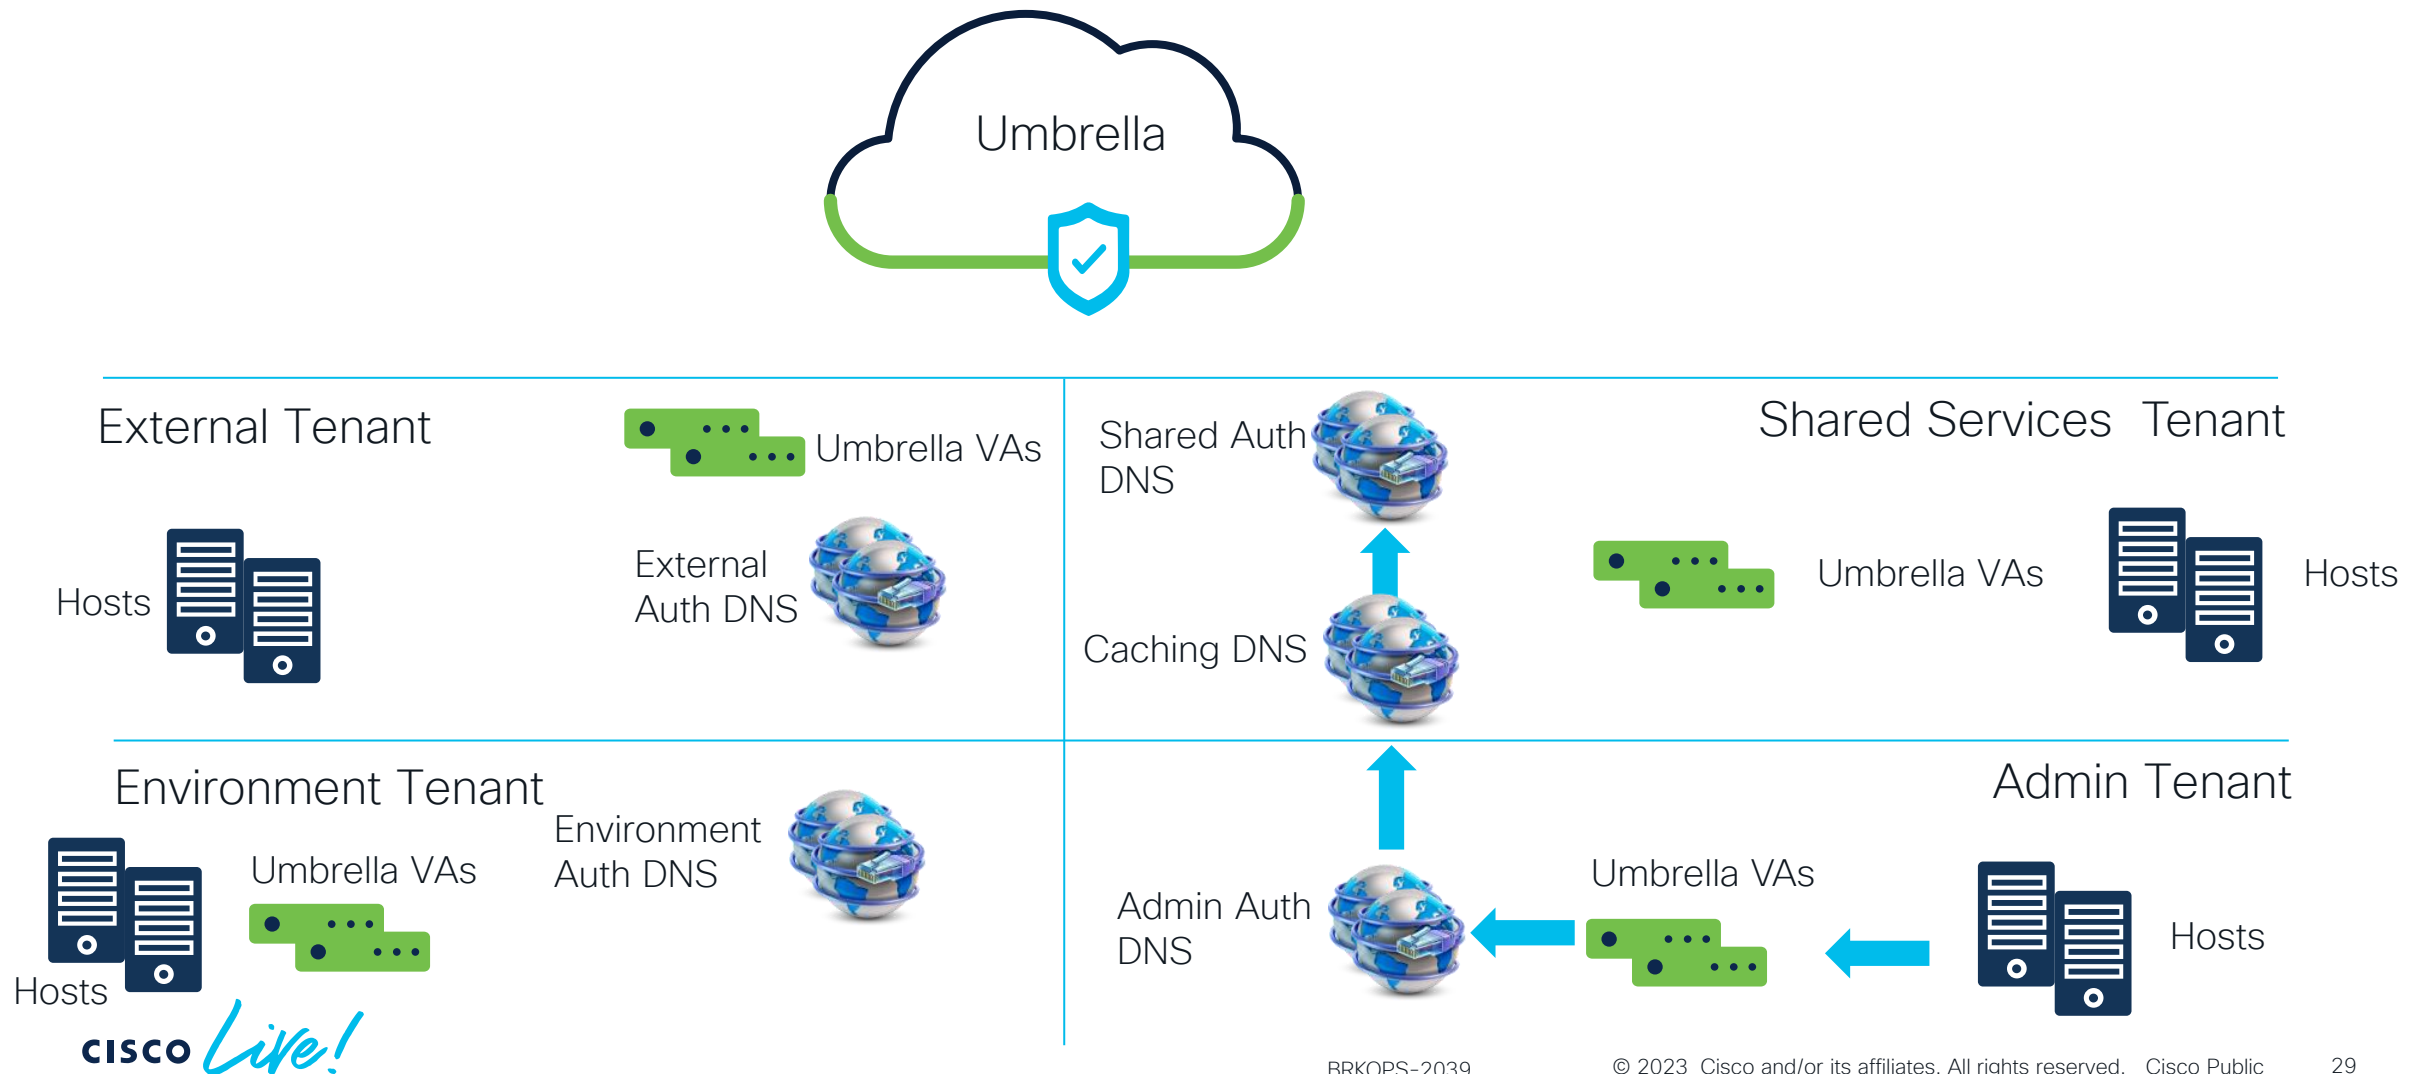 Umbrella
External Tenant
Umbrella VAs
Hosts
External
Auth DNS
Shared Services  Tenant
Shared Auth
DNS
Caching DNS
Umbrella VAs
Hosts
Environment Tenant
Environment
Auth DNS
Umbrella VAs
Hosts
Admin Tenant
Admin Auth
DNS
Umbrella VAs
Hosts
CISCO Live!
BRKOPS-2039
© 2023 Cisco and/or its affiliates. All rights reserved. Cisco Public
29